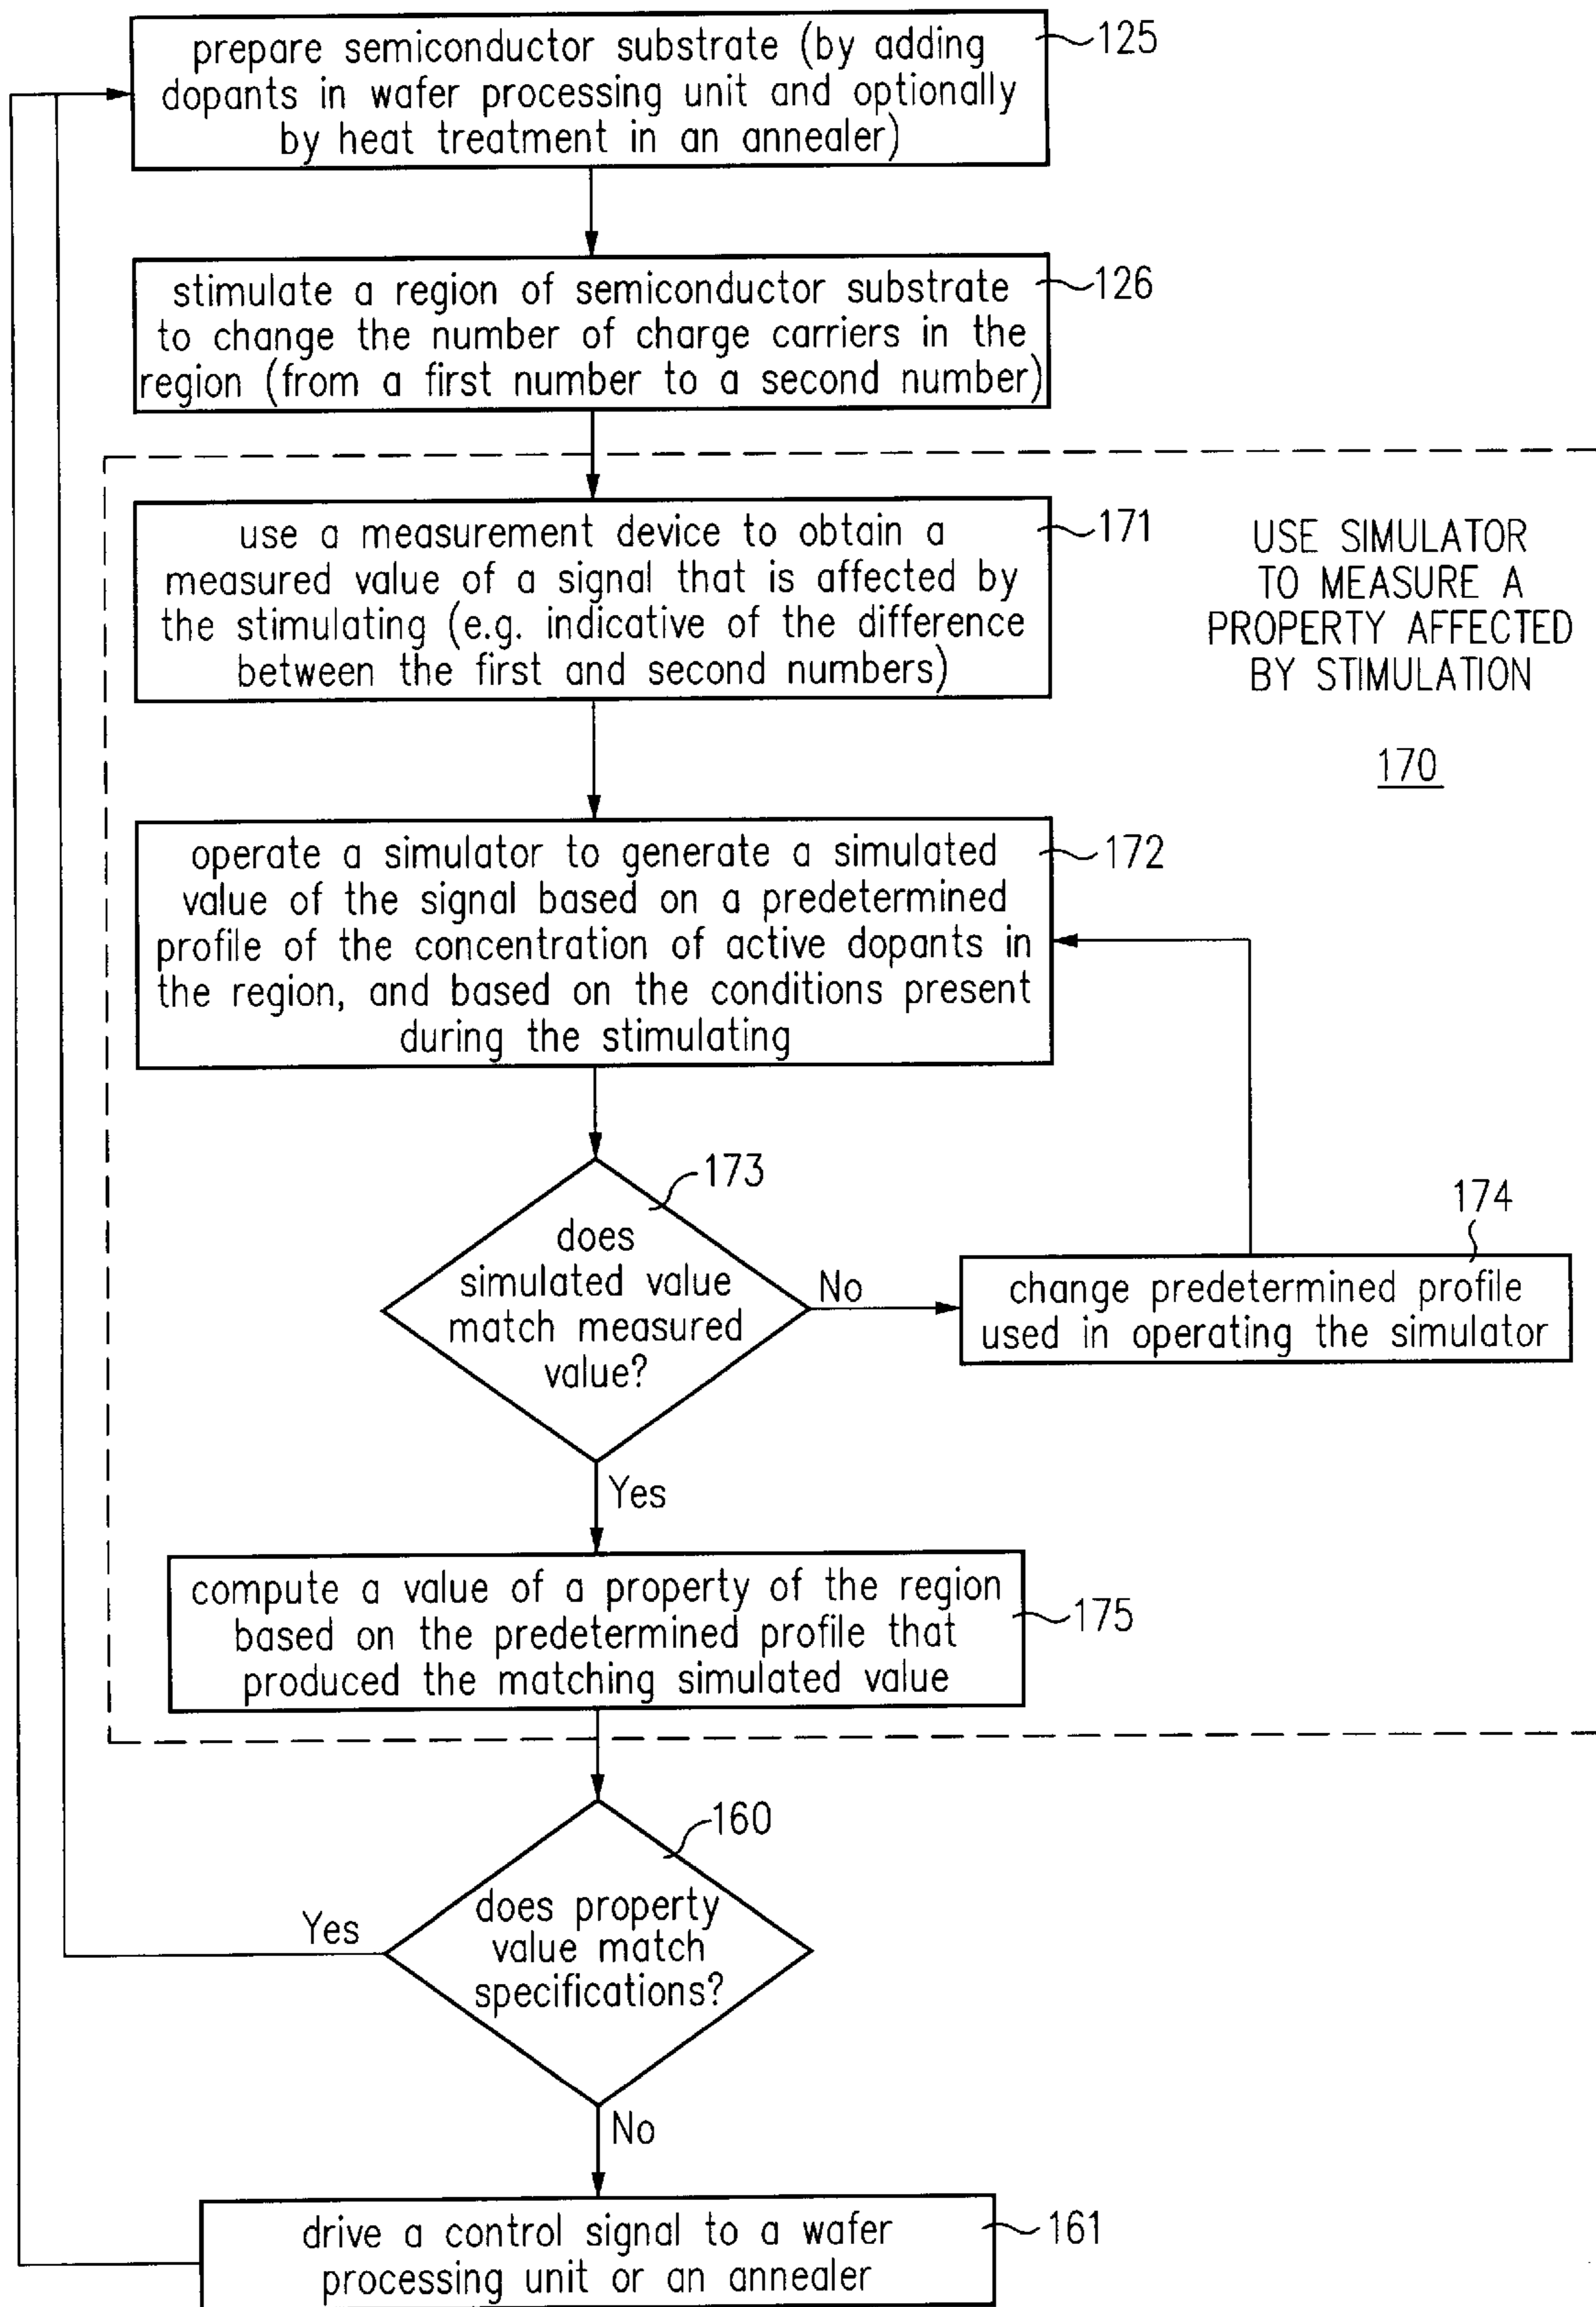 prepare semiconductor substrate (by adding
dopants in wafer processing unit and optionally
by heat treatment in an annealer)
125
stimulate a region of semiconductor substrate
to change the number of charge carriers in the
region (from a first number to a second number)
126
use a measurement device to obtain a
measured value of a signal that is affected by
the stimulating (e.g. indicative of the difference
between the first and second numbers)
171
USE SIMULATOR
TO MEASURE A
PROPERTY AFFECTED
BY STIMULATION
170
operate a simulator to generate a simulated
value of the signal based on a predetermined
profile of the concentration of active dopants in
the region, and based on the conditions present
during the stimulating
172
does
simulated value
match measured
value?
173
No
174
change predetermined profile
used in operating the simulator
Yes
compute a value of a property of the region
based on the predetermined profile that
produced the matching simulated value
175
160
does property
value match
specifications?
Yes
No
drive a control signal to a wafer
processing unit or an annealer
161